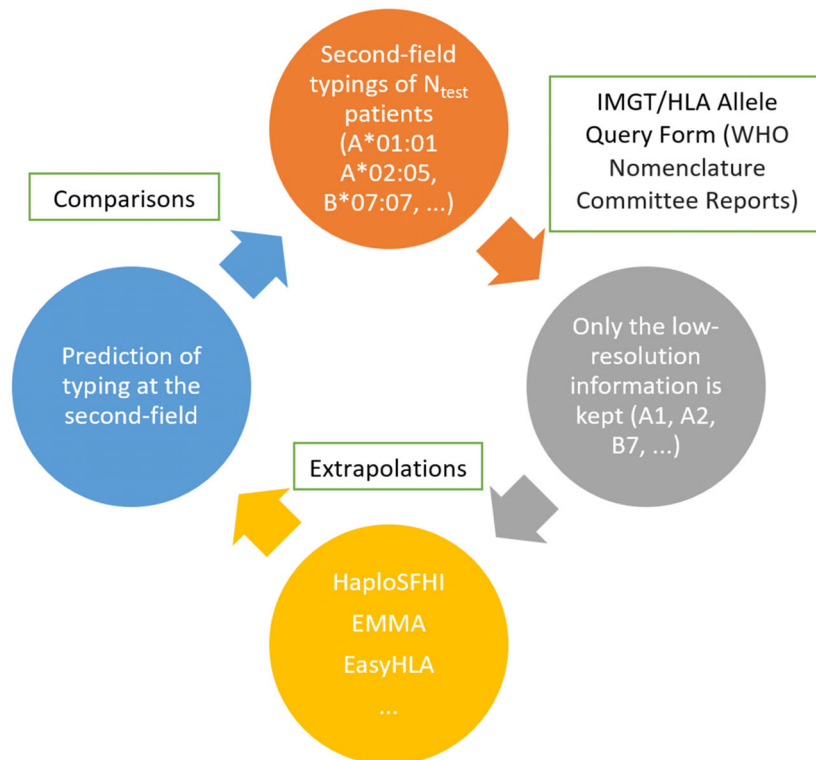 Second-field
typings of Ntest
patients
(A*01:01
A*02:05,
B*07:07, ...)
IMGT/HLA Allele
Query Form (WHO
Nomenclature
Committee Reports)
Comparisons
Only the low-
resolution
information is
kept (A1, A2,
B7, ...)
Prediction of
typing at the
second-field
Extrapolations
HaploSFHI
EMMA
EasyHLA
...